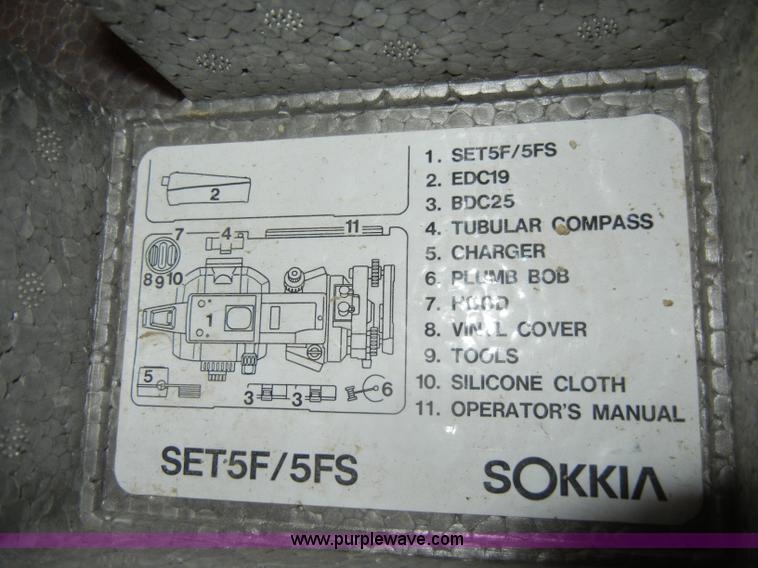 1. SET5F/5FS
2. EDC19
3. BDC25
4. TUBULAR COMPASS
5. CHARGER
6. PLUMB BOB
7. HOOD
8. VINYL COVER
9. TOOLS
10. SILICONE CLOTH
11. OPERATOR'S MANUAL
2
7
4
11
8 9 10
1
5
3
3
6
SET5F/5FS
SOKKIA
www.purplewave.com